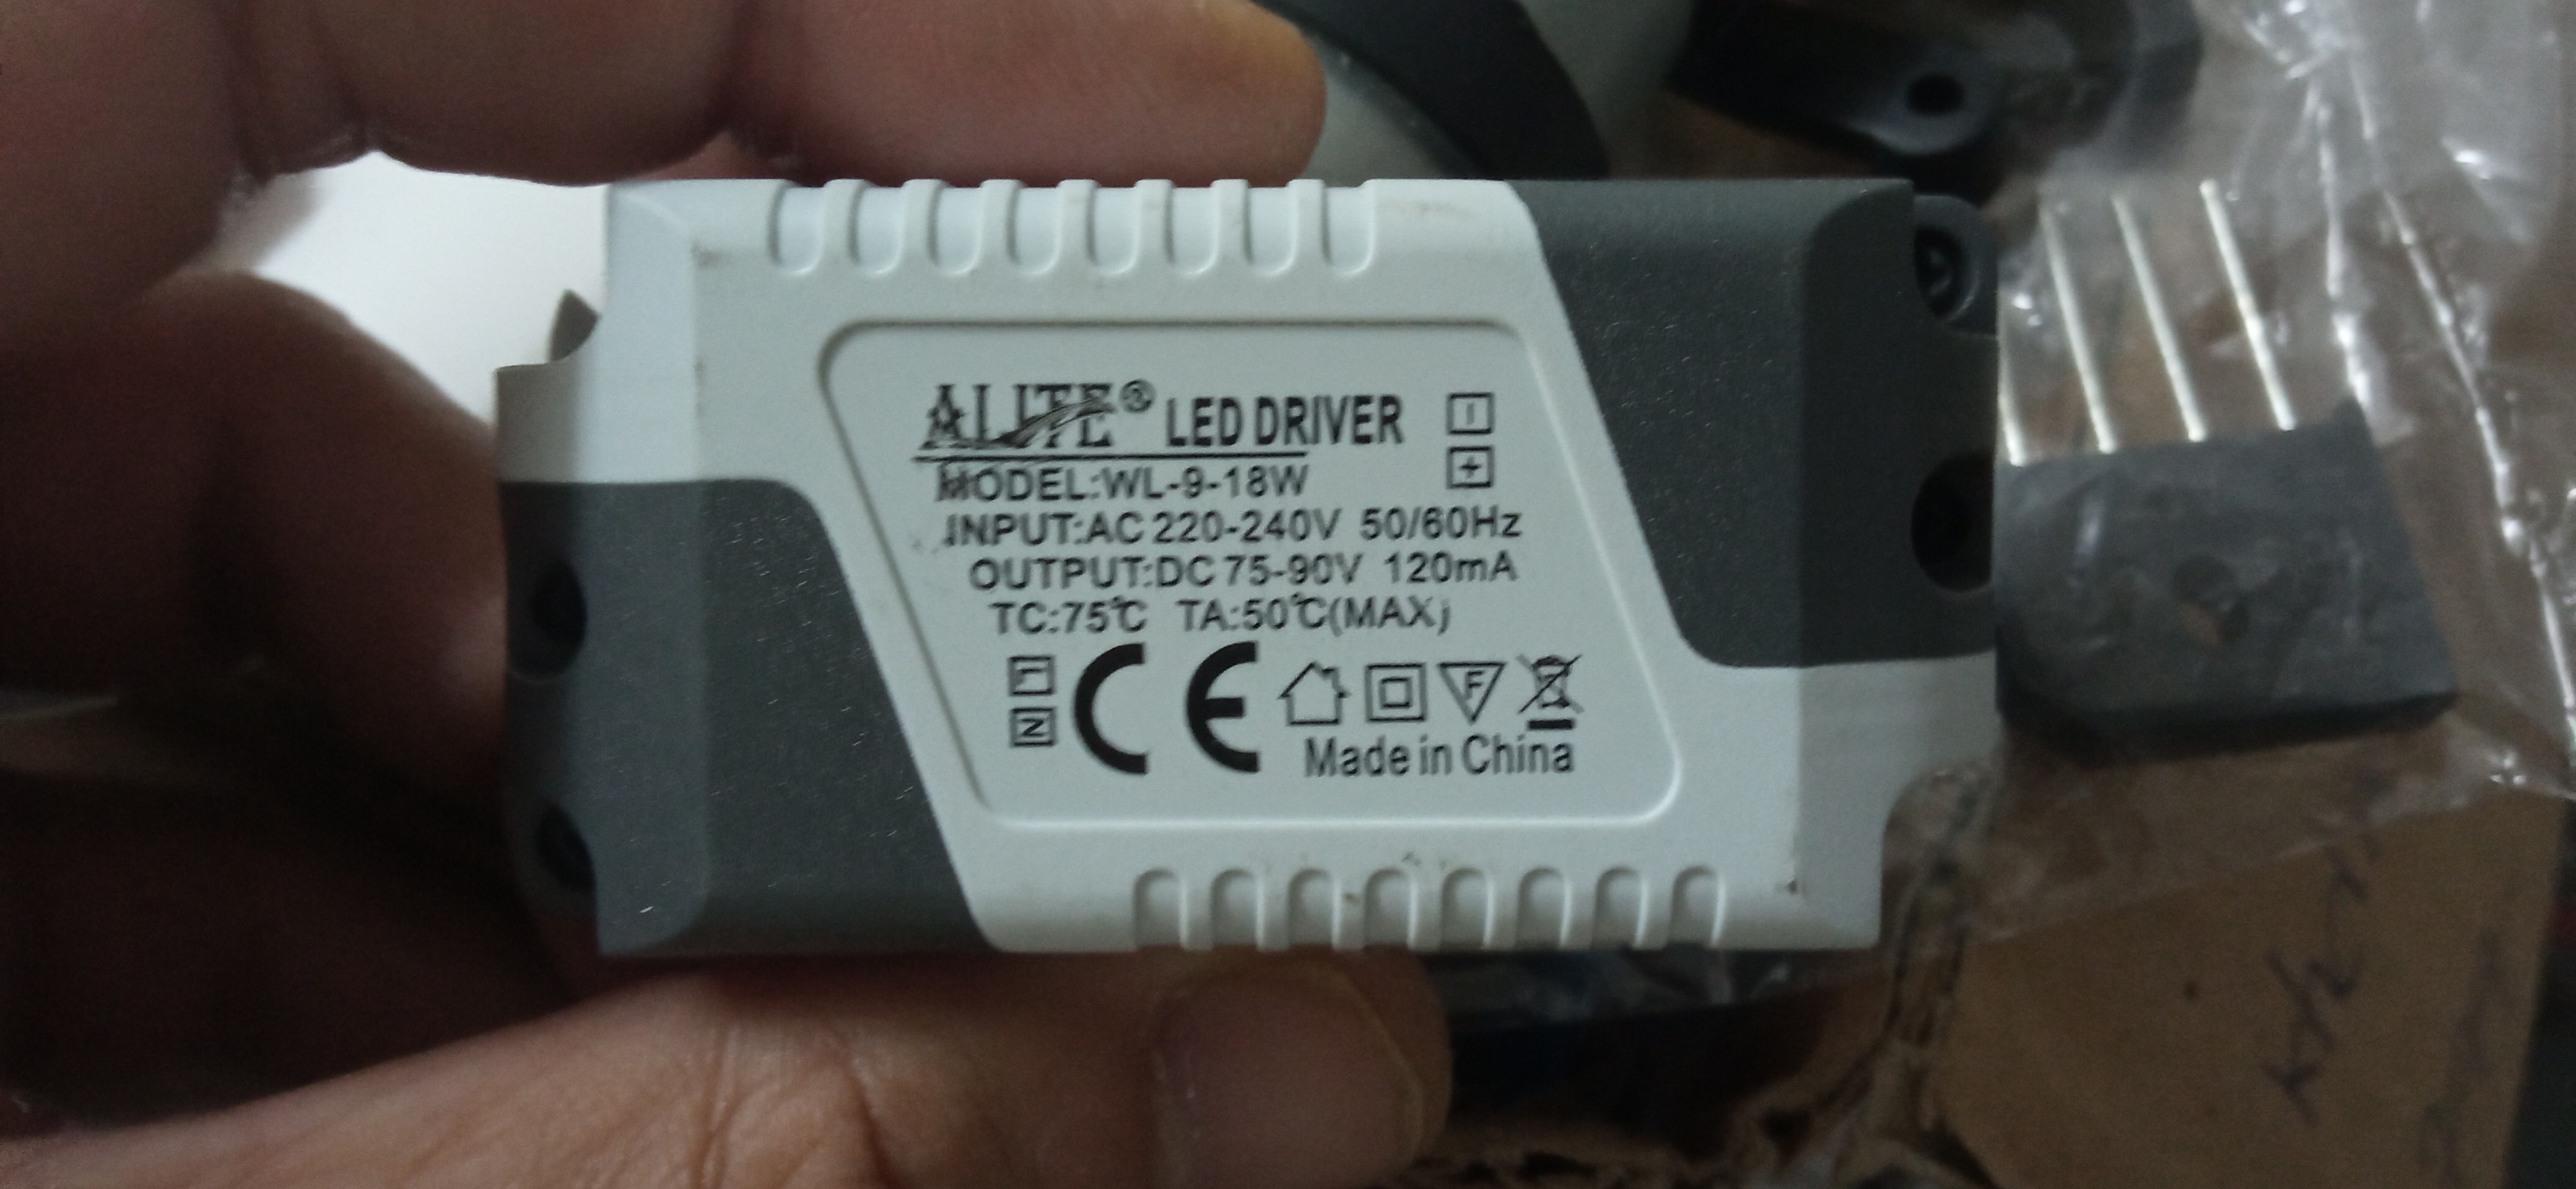 ALITE® LED DRIVER
MODEL:WL-9-18W
INPUT:AC 220-240V 50/60Hz
OUTPUT:DC 75-90V 120mA
TC:75℃ TA:50℃(MAX)
L
N
CE
F
Made in China